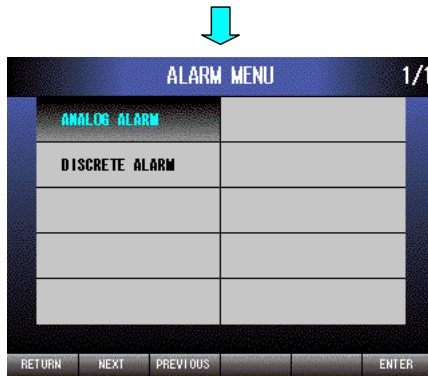 ALARM MENU 1/1
ANALOG ALARM
DISCRETE ALARM
RETURN NEXT PREVIOUS ENTER